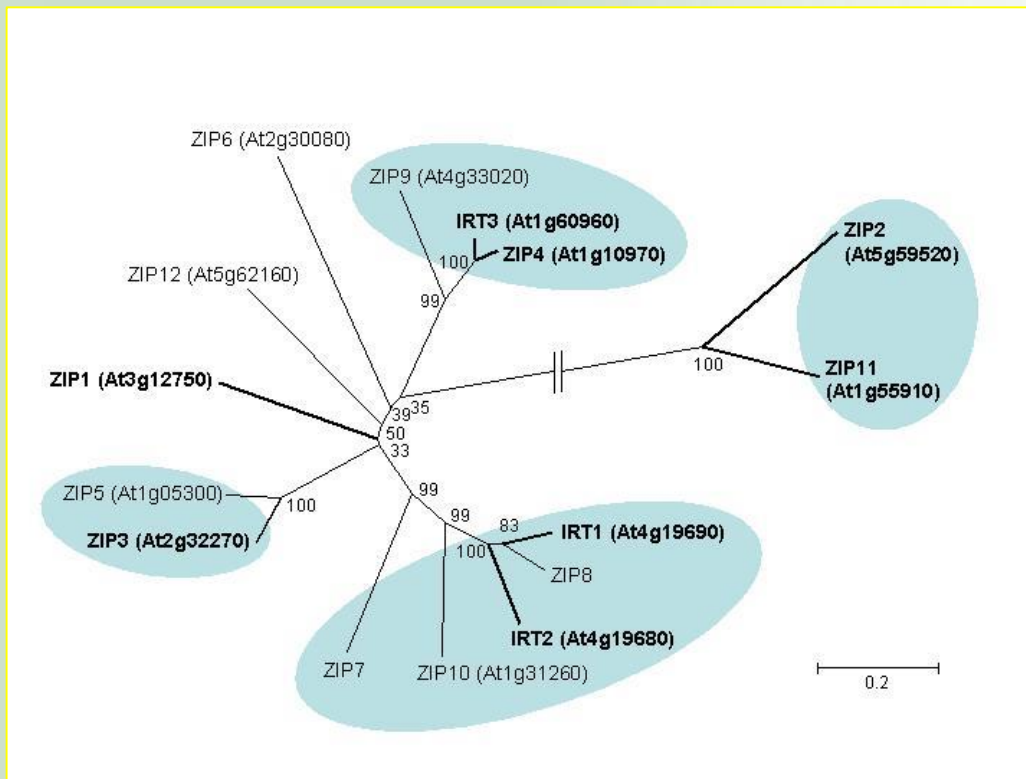 ZIP6 (At2g30080)
ZIP9 (At4g33020)
IRT3 (At1g60960)
ZIP4 (At1g10970)
100
99
ZIP2
(At5g59520)
ZIP12 (At5g62160)
ZIP11
(At1g55910)
100
ZIP1 (At3g12750)
35
39
50
33
ZIP5 (At1g05300)
100
ZIP3 (At2g32270)
99
99
83
100
IRT1 (At4g19690)
ZIP8
IRT2 (At4g19680)
ZIP7
ZIP10 (At1g31260)
0.2